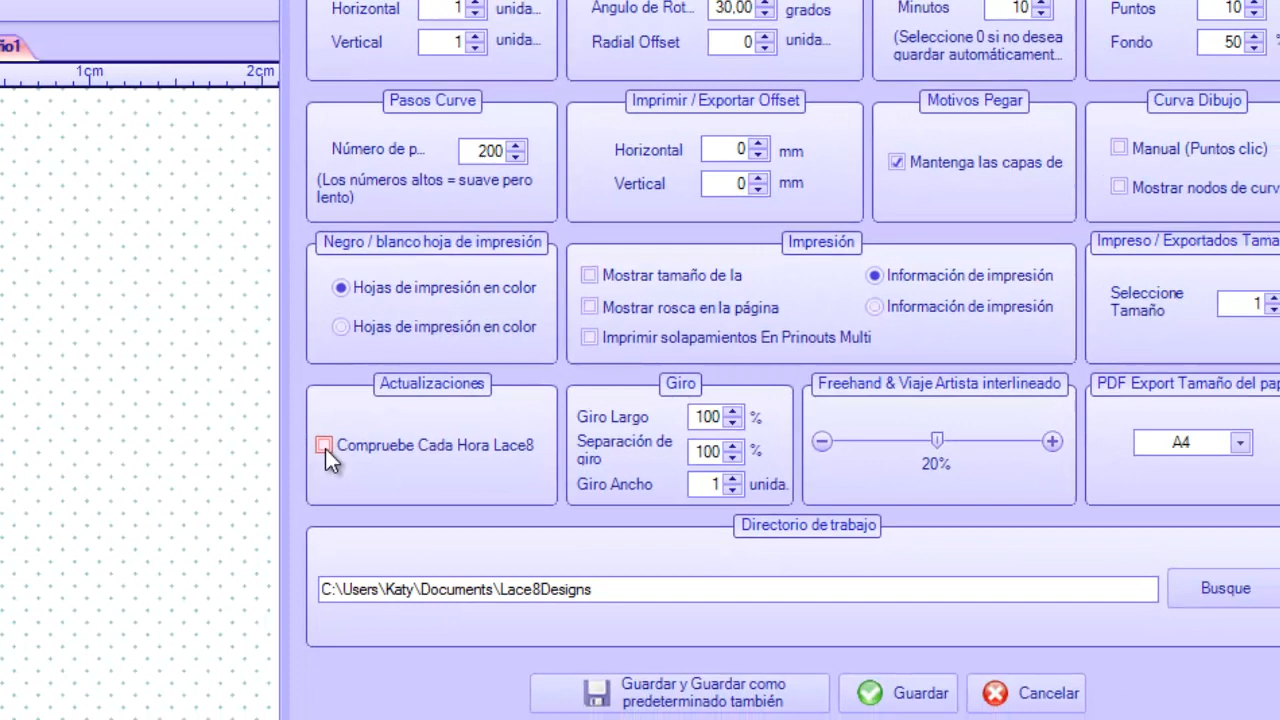 Horizontal 1 unida...
Ángulo de Rot... 30,00 grados
Minutos 10
Puntos 10
ño1
Vertical 1 unida...
Radial Offset 0 unida...
(Seleccione 0 si no desea
guardar automáticament...
Fondo 50
1cm 2cm
Pasos Curve
Imprimir / Exportar Offset
Motivos Pegar
Curva Dibujo
Número de p... 200
(Los números altos = suave pero
lento)
Horizontal 0 mm
Vertical 0 mm
Mantenga las capas de
Manual (Puntos clic)
Mostrar nodos de curv
Negro / blanco hoja de impresión
Impresión
Impreso / Exportados Tama
Hojas de impresión en color
Hojas de impresión en color
Mostrar tamaño de la
Mostrar rosca en la página
Imprimir solapamientos En Prinouts Multi
Información de impresión
Información de impresión
Seleccione
Tamaño 1
Actualizaciones
Giro
Freehand & Viaje Artista interlineado
PDF Export Tamaño del pap
Compruebe Cada Hora Lace8
Giro Largo 100 %
Separación de
giro 100 %
Giro Ancho 1 unida.
20%
A4
Directorio de trabajo
C:\Users\Katy\Documents\Lace8Designs
Busque
Guardar y Guardar como
predeterminado también
Guardar
Cancelar